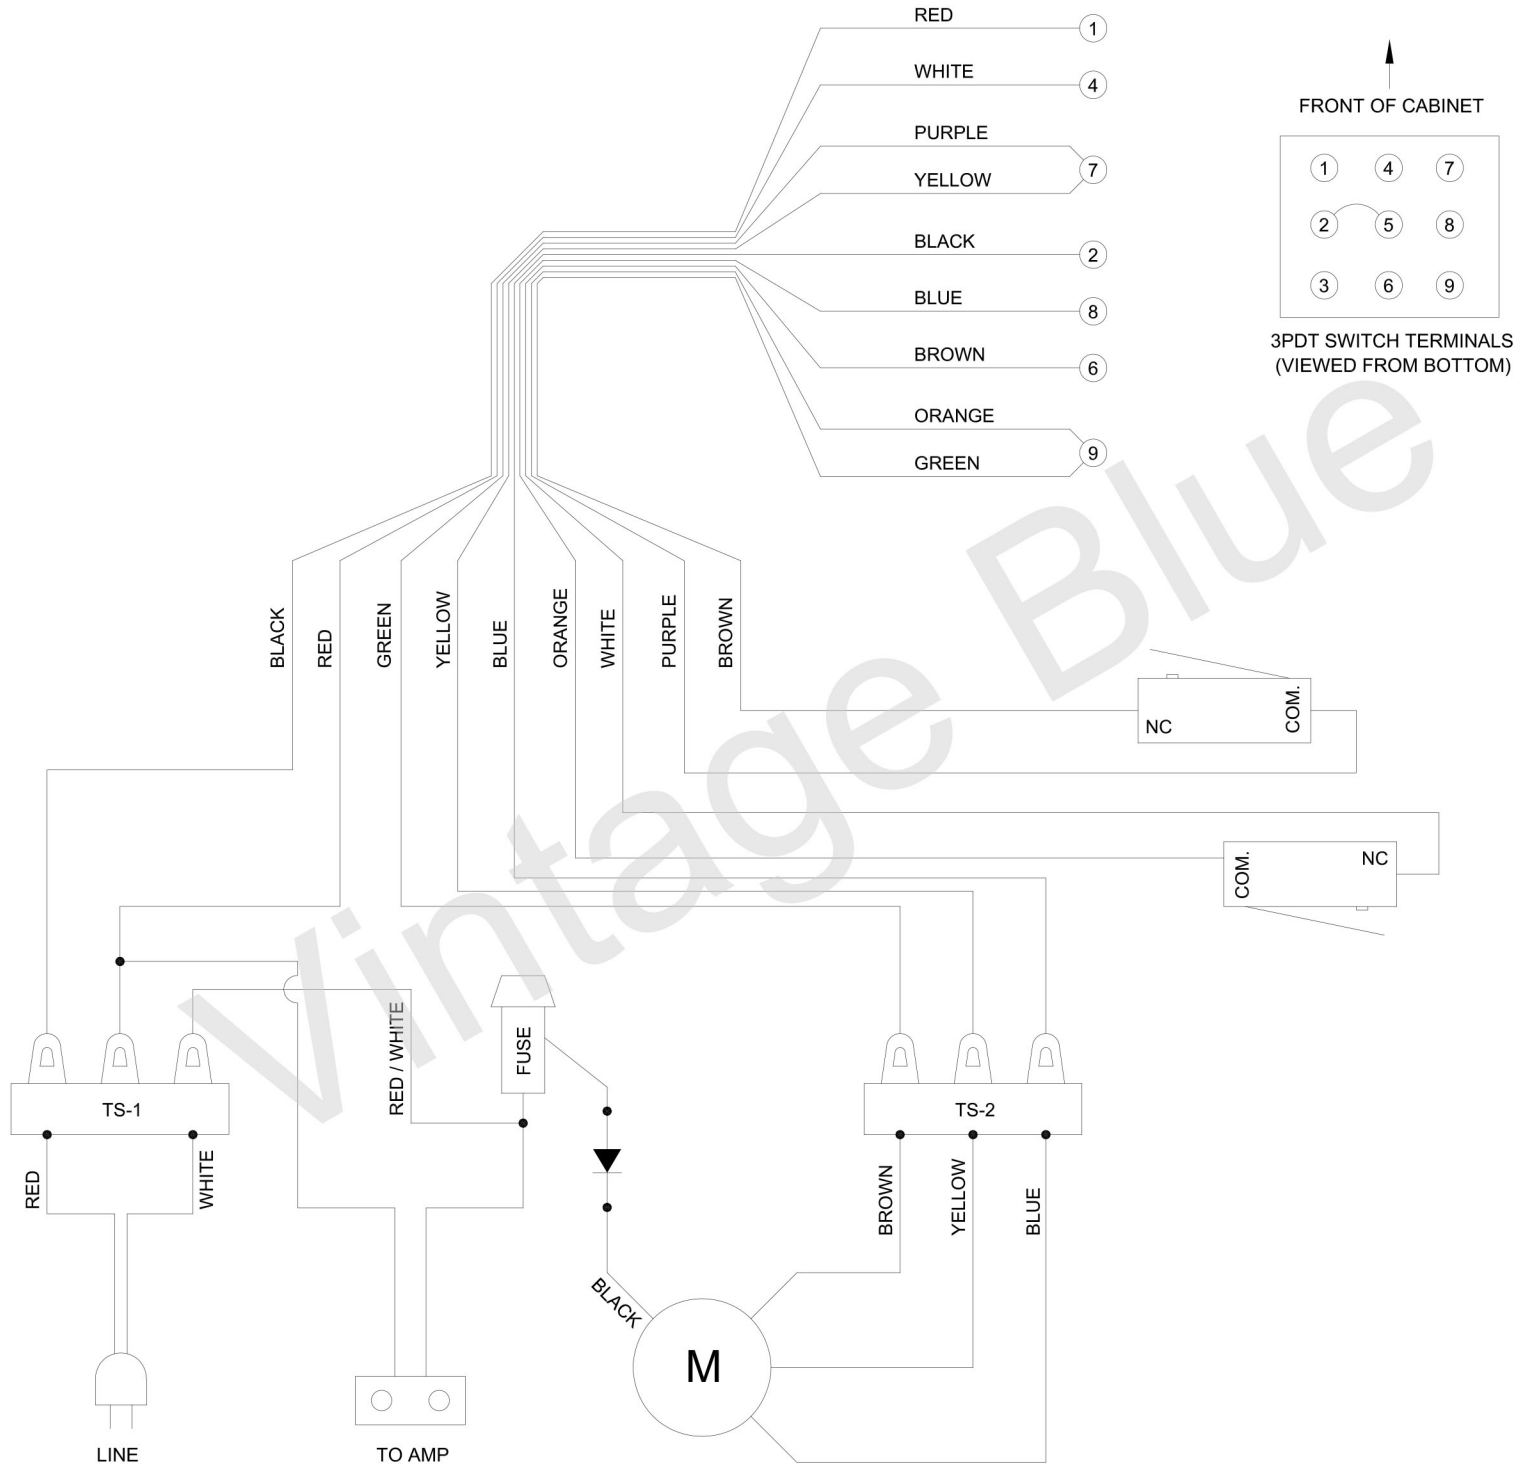 RED
1
WHITE
4
PURPLE
7
YELLOW
BLACK
2
BLUE
8
BROWN
6
ORANGE
9
GREEN
FRONT OF CABINET
1 4 7
2 5 8
3 6 9
3PDT SWITCH TERMINALS
(VIEWED FROM BOTTOM)
BLACK
RED
GREEN
YELLOW
BLUE
ORANGE
WHITE
PURPLE
BROWN
NC
COM.
COM.
NC
Vintage Blue
RED / WHITE
FUSE
TS-1
TS-2
RED
WHITE
BROWN
YELLOW
BLUE
BLACK
M
LINE
TO AMP